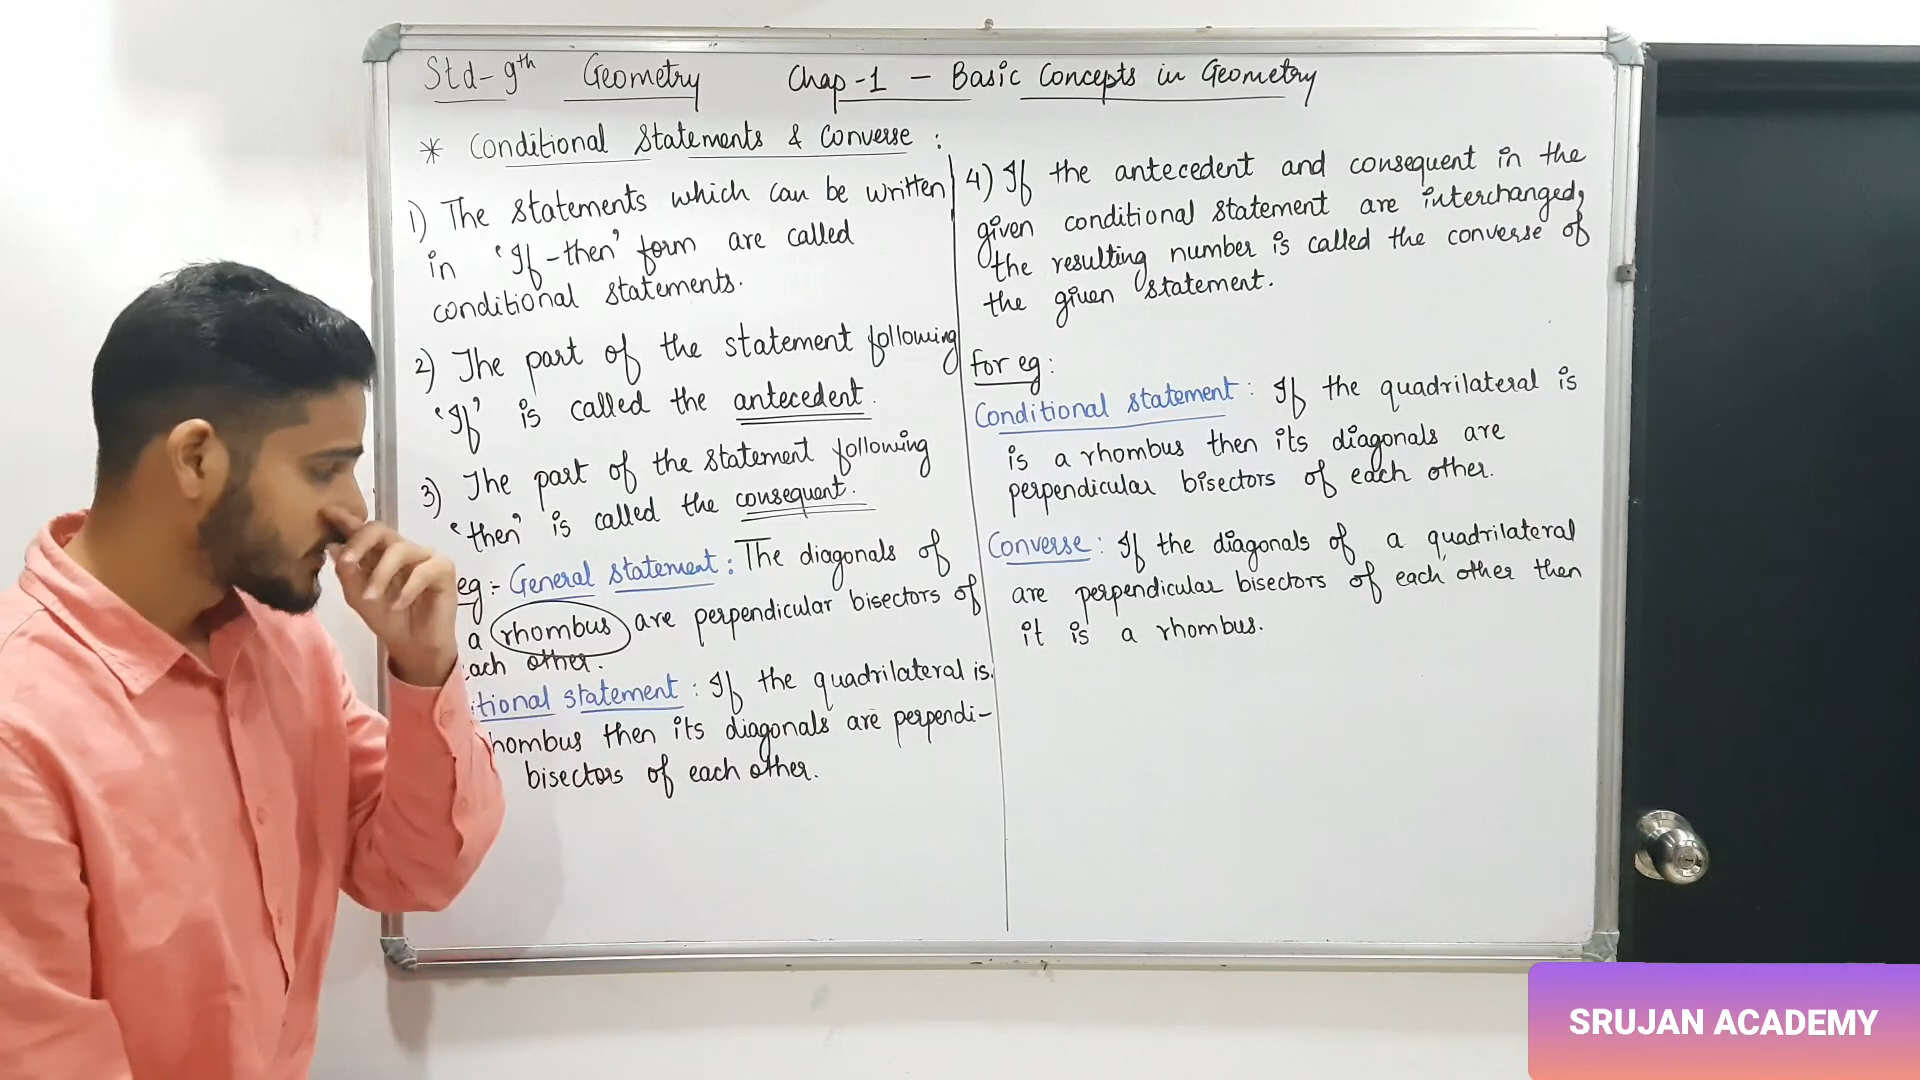 Std-9th Geometry Chap-1 - Basic Concepts in Geometry
* Conditional Statements & Converse :
1) The statements which can be written
in 'If-then' form are called
conditional statements.
2) The part of the statement following
'If' is called the antecedent.
3) The part of the statement following
'then' is called the consequent.
eg:- General statement: The diagonals of
a rhombus are perpendicular bisectors of
ach other.
itional statement : If the quadrilateral is
hombus then its diagonals are perpendi-
bisectors of each other.
4) If the antecedent and consequent in the
given conditional statement are interchanged,
the resulting number is called the converse of
the given statement.
for eg:
Conditional statement: If the quadrilateral is
is a rhombus then its diagonals are
perpendicular bisectors of each other.
Converse: If the diagonals of a quadrilateral
are perpendicular bisectors of each other then
it is a rhombus.
SRUJAN ACADEMY